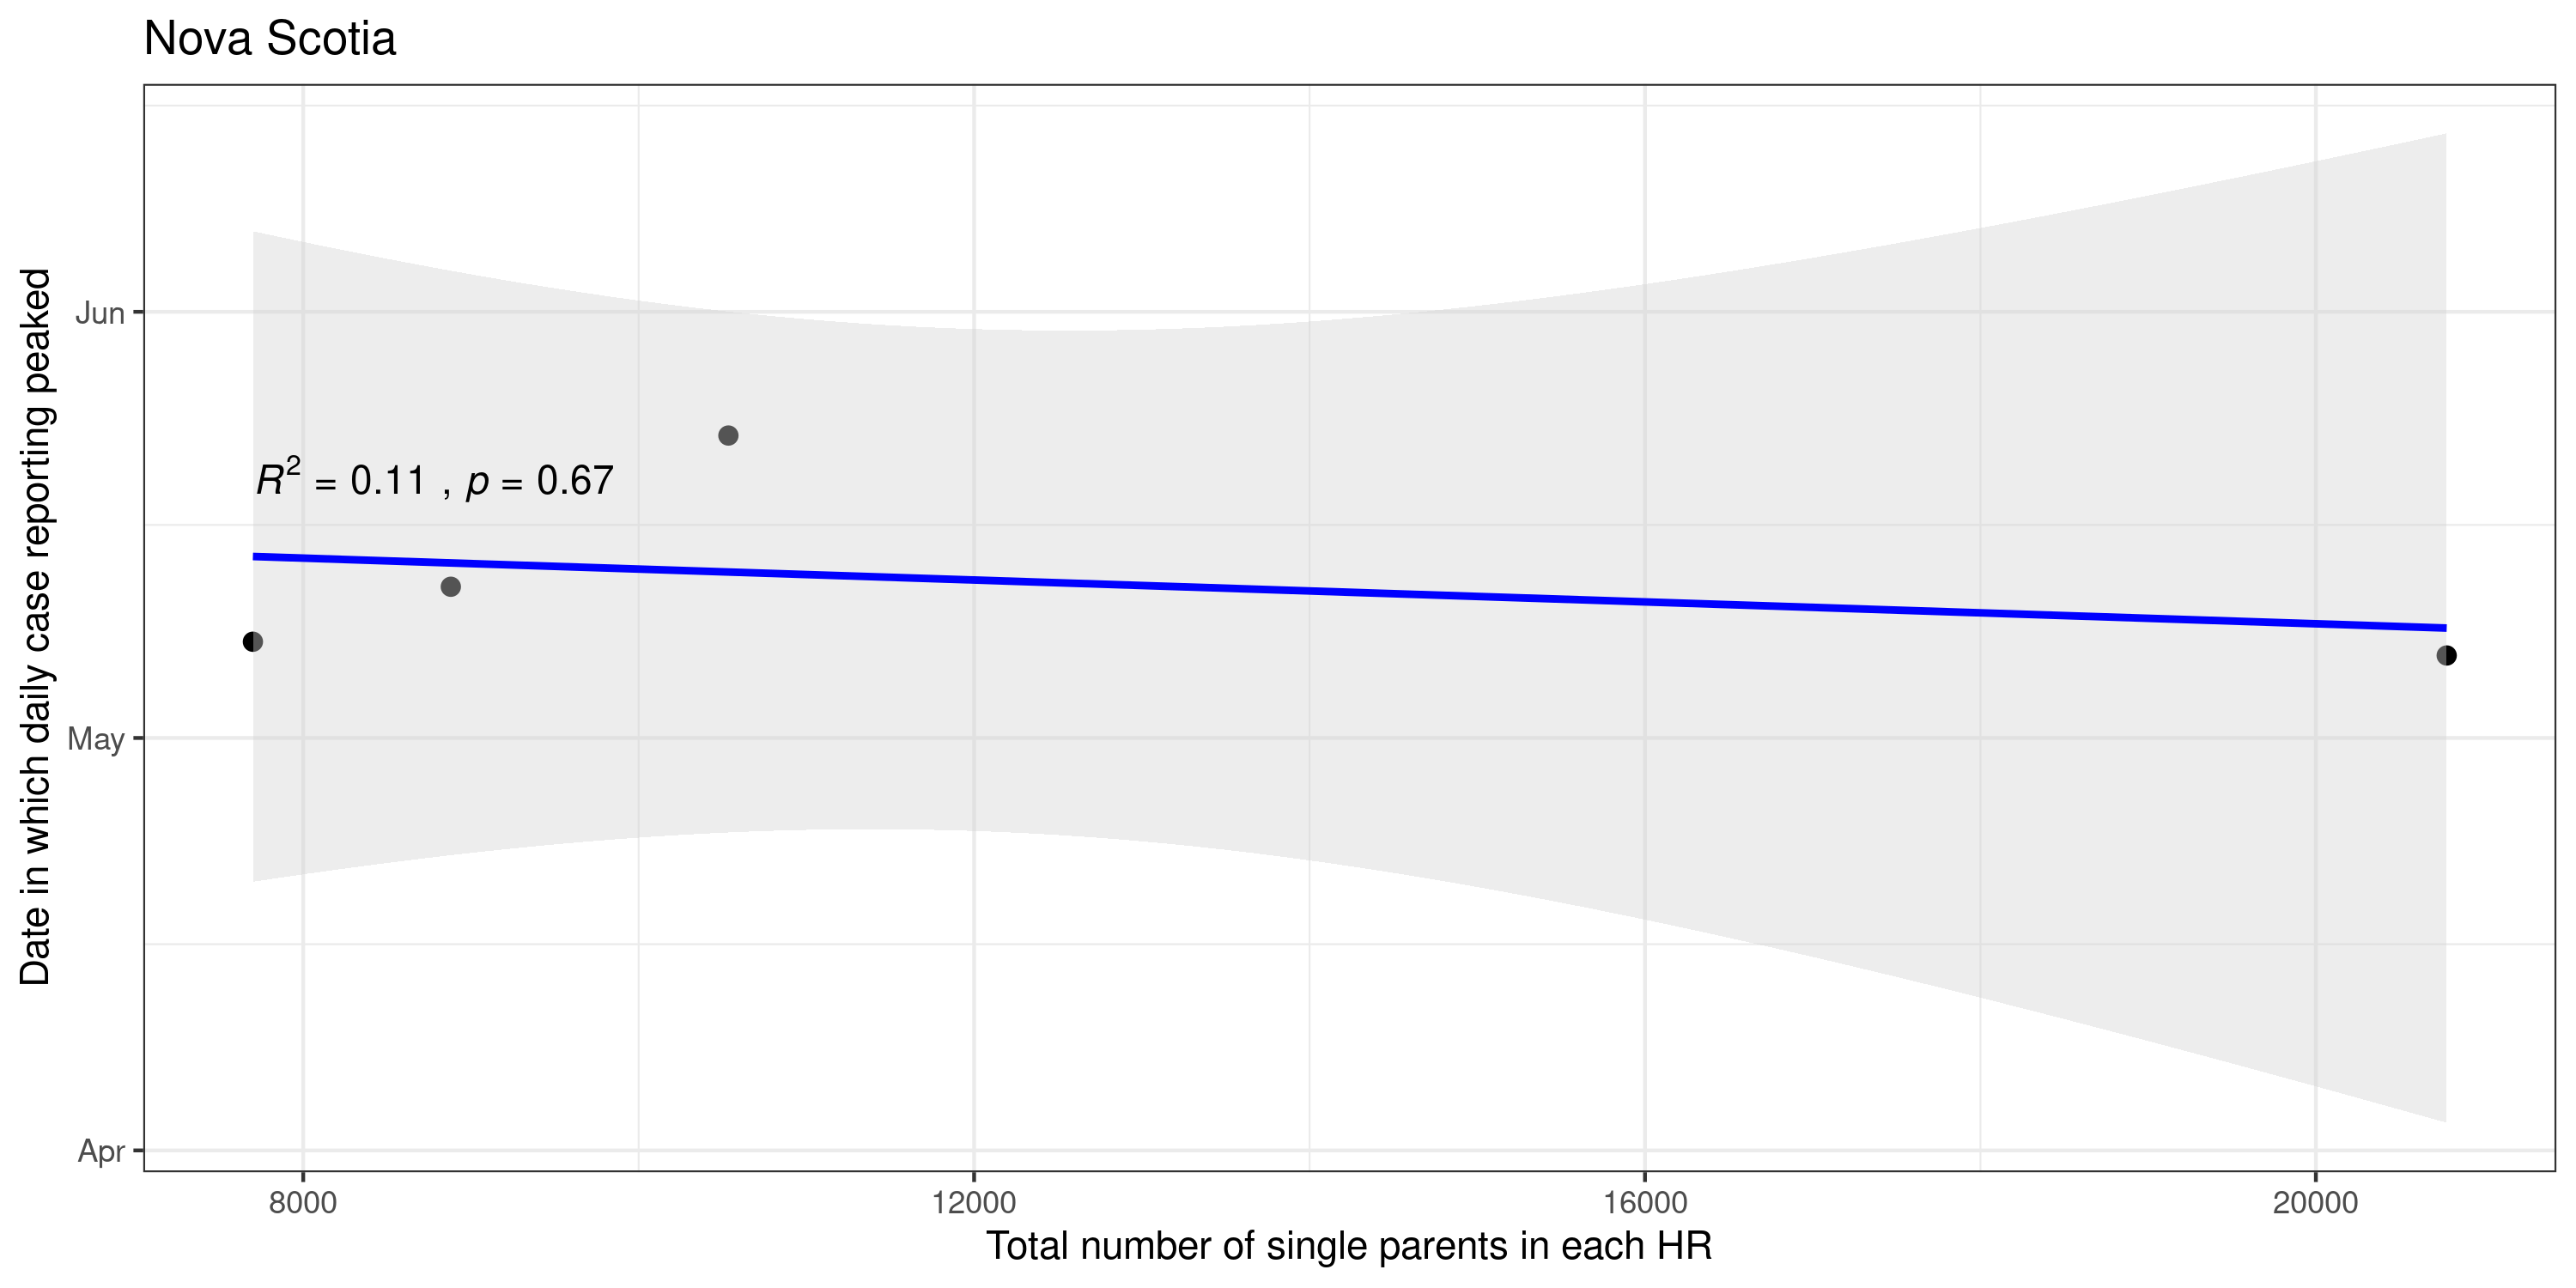 Nova Scotia
Date in which daily case reporting peaked
Jun
May
Apr
R² = 0.11 , p = 0.67
8000 12000 16000 20000
Total number of single parents in each HR